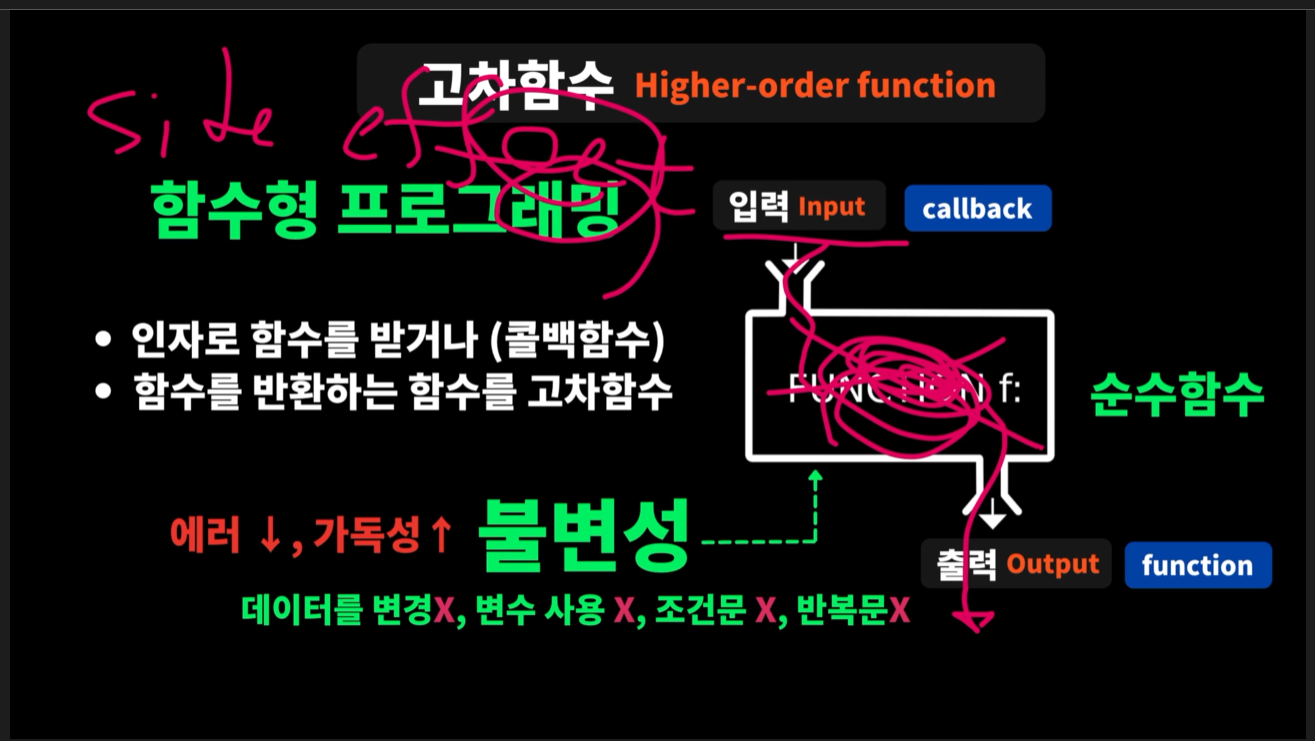 고차함수 Higher-order function
side effect
함수형 프로그래밍
입력 Input callback
• 인자로 함수를 받거나 (콜백함수)
• 함수를 반환하는 함수를 고차함수
FUNCTION f:
순수함수
에러 ↓, 가독성↑ 불변성
출력 Output function
데이터를 변경X, 변수 사용 X, 조건문 X, 반복문X